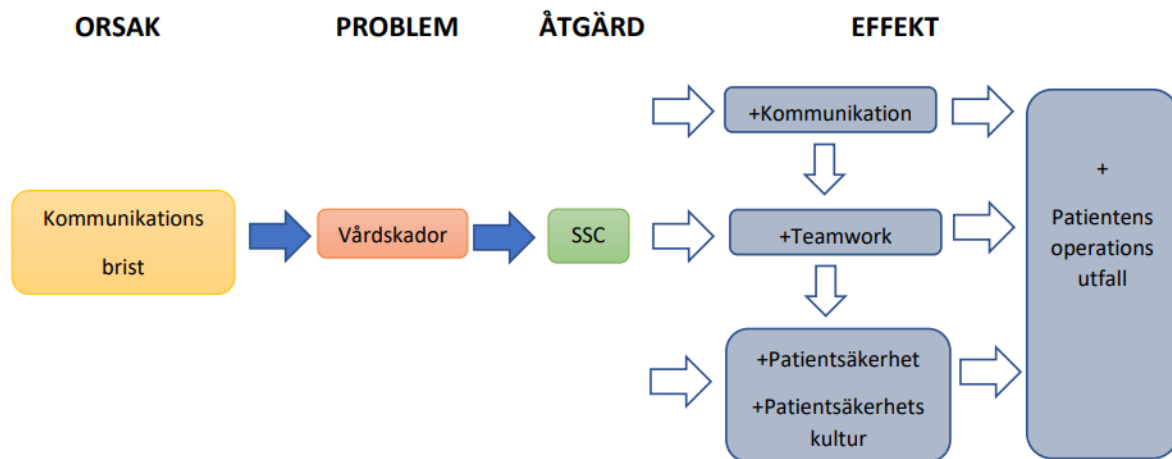 ORSAK PROBLEM ÅTGÄRD EFFEKT
Kommunikations
brist
Vårdskador
SSC
+Kommunikation
+Teamwork
+Patientsäkerhet
+Patientsäkerhets
kultur
+
Patientens
operations
utfall